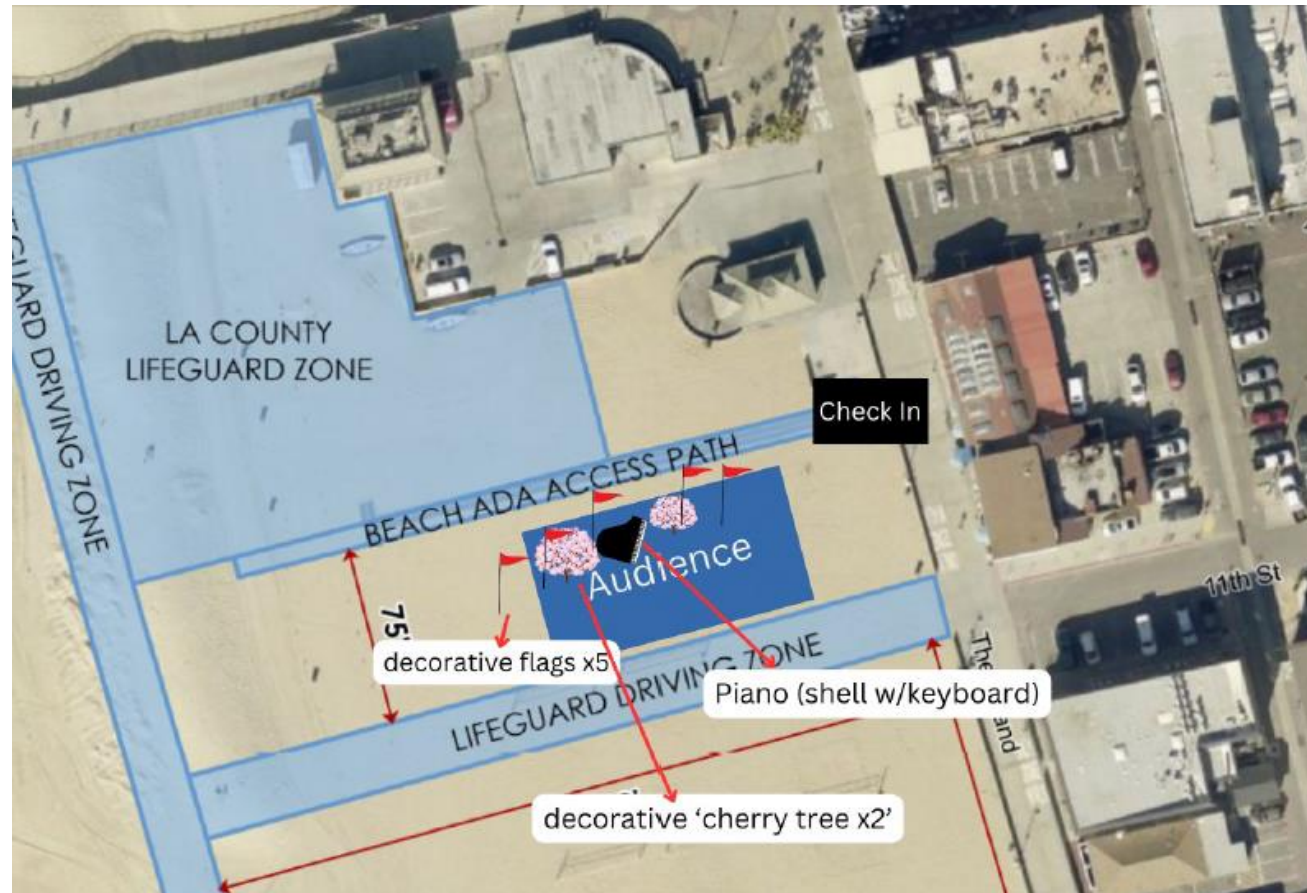 LA COUNTY
LIFEGUARD ZONE
LIFEGUARD DRIVING ZONE
Check In
BEACH ADA ACCESS PATH
Audience
11th St
75'
decorative flags x5
LIFEGUARD DRIVING ZONE
Piano (shell w/keyboard)
The
decorative ‘cherry tree x2’